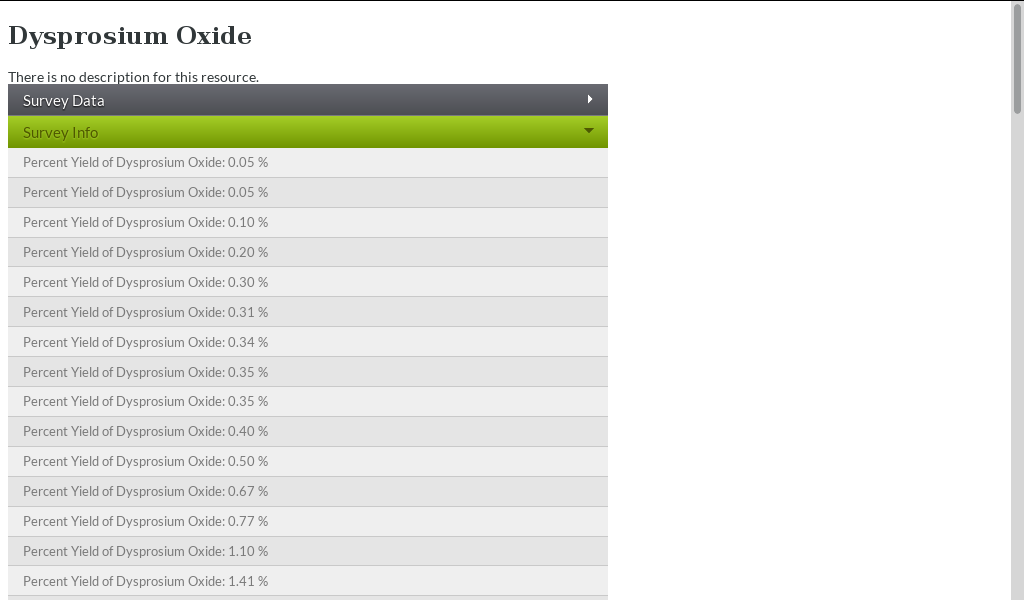 Dysprosium Oxide
There is no description for this resource.
Survey Data
Survey Info
Percent Yield of Dysprosium Oxide: 0.05 %
Percent Yield of Dysprosium Oxide: 0.05 %
Percent Yield of Dysprosium Oxide: 0.10 %
Percent Yield of Dysprosium Oxide: 0.20 %
Percent Yield of Dysprosium Oxide: 0.30 %
Percent Yield of Dysprosium Oxide: 0.31 %
Percent Yield of Dysprosium Oxide: 0.34 %
Percent Yield of Dysprosium Oxide: 0.35 %
Percent Yield of Dysprosium Oxide: 0.35 %
Percent Yield of Dysprosium Oxide: 0.40 %
Percent Yield of Dysprosium Oxide: 0.50 %
Percent Yield of Dysprosium Oxide: 0.67 %
Percent Yield of Dysprosium Oxide: 0.77 %
Percent Yield of Dysprosium Oxide: 1.10 %
Percent Yield of Dysprosium Oxide: 1.41 %